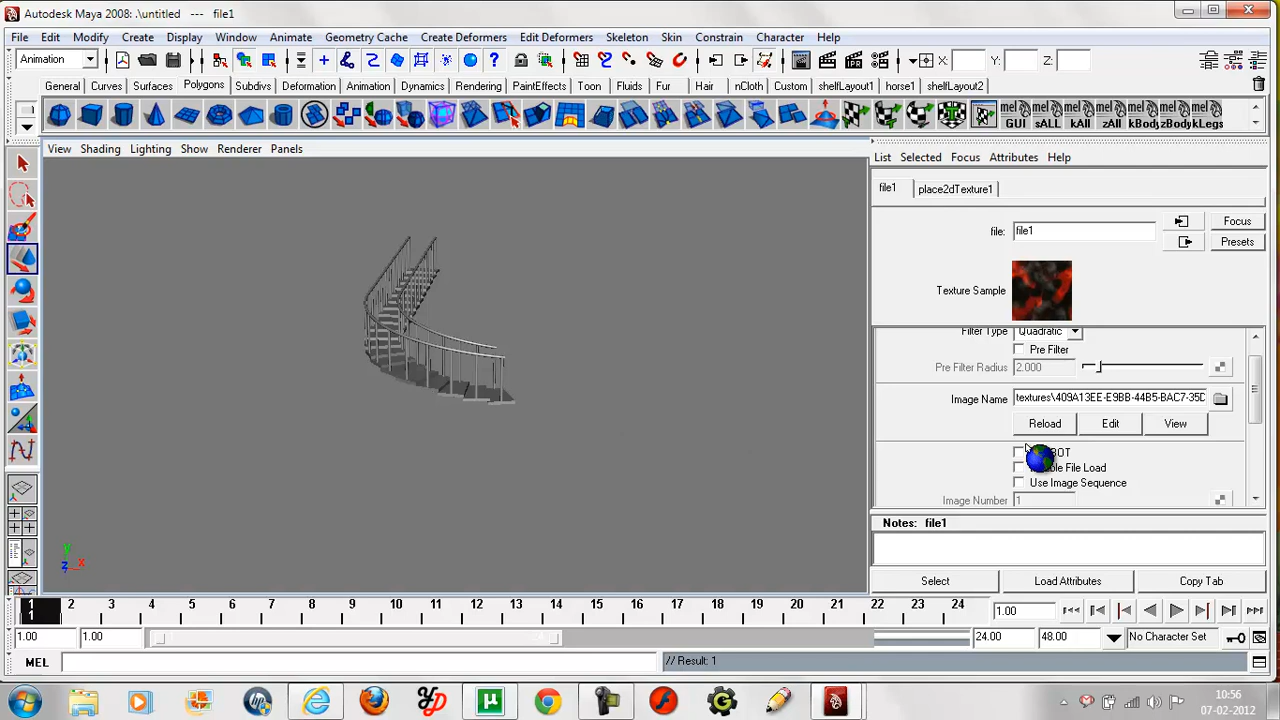 Autodesk Maya 2008: .\untitled --- file1
File Edit Modify Create Display Window Animate Geometry Cache Create Deformers Edit Deformers Skeleton Skin Constrain Character Help
Animation X: Y: Z:
General Curves Surfaces Polygons Subdivs Deformation Animation Dynamics Rendering PaintEffects Toon Fluids Fur Hair nCloth Custom shelfLayout1 horse1 shelfLayout2
mel mel mel mel mel mel mel
GUI sALL kAll zAll kBody zBody kLegs
View Shading Lighting Show Renderer Panels
List Selected Focus Attributes Help
file1 place2dTexture1
file: file1 Focus
Presets
Texture Sample
Filter Type Quadratic
Pre Filter
Pre Filter Radius 2.000
Image Name textures\409A13EE-E9BB-44B5-BAC7-35D
Reload Edit View
File Load
Use Image Sequence
Image Number 1
Notes: file1
y
z x
Select Load Attributes Copy Tab
1 2 3 4 5 6 7 8 9 10 11 12 13 14 15 16 17 18 19 20 21 22 23 24 1.00
1
1.00 1.00 24.00 48.00 No Character Set
MEL // Result: 1
10:56
07-02-2012